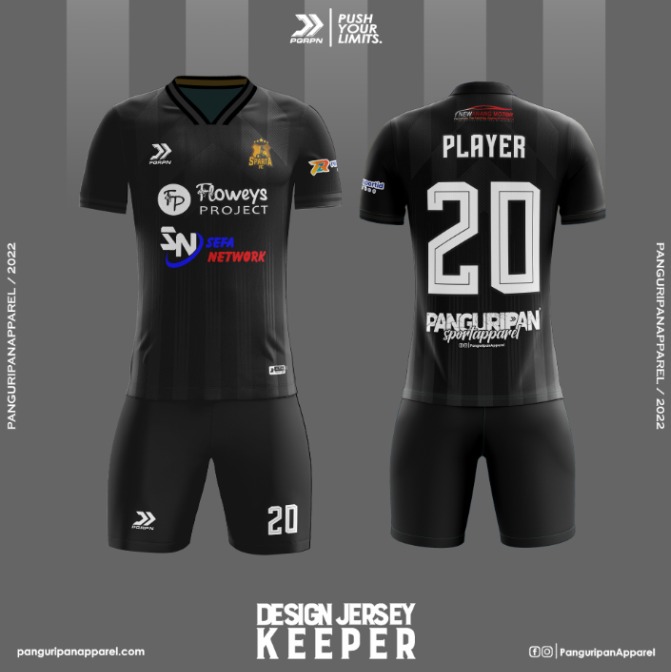 PGRPN
PUSH
YOUR
LIMITS.
PGRPN
SPARTA
FC
FP
Floweys
PROJECT
SN
SEFA
NETWORK
PLAYER
20
PANGURIPAN
sportapparel
PanguripanApparel
PGRPN
20
PANGURIPANAPPAREL / 2022
PANGURIPANAPPAREL / 2022
DESIGN JERSEY
KEEPER
panguripanapparel.com
PanguripanApparel